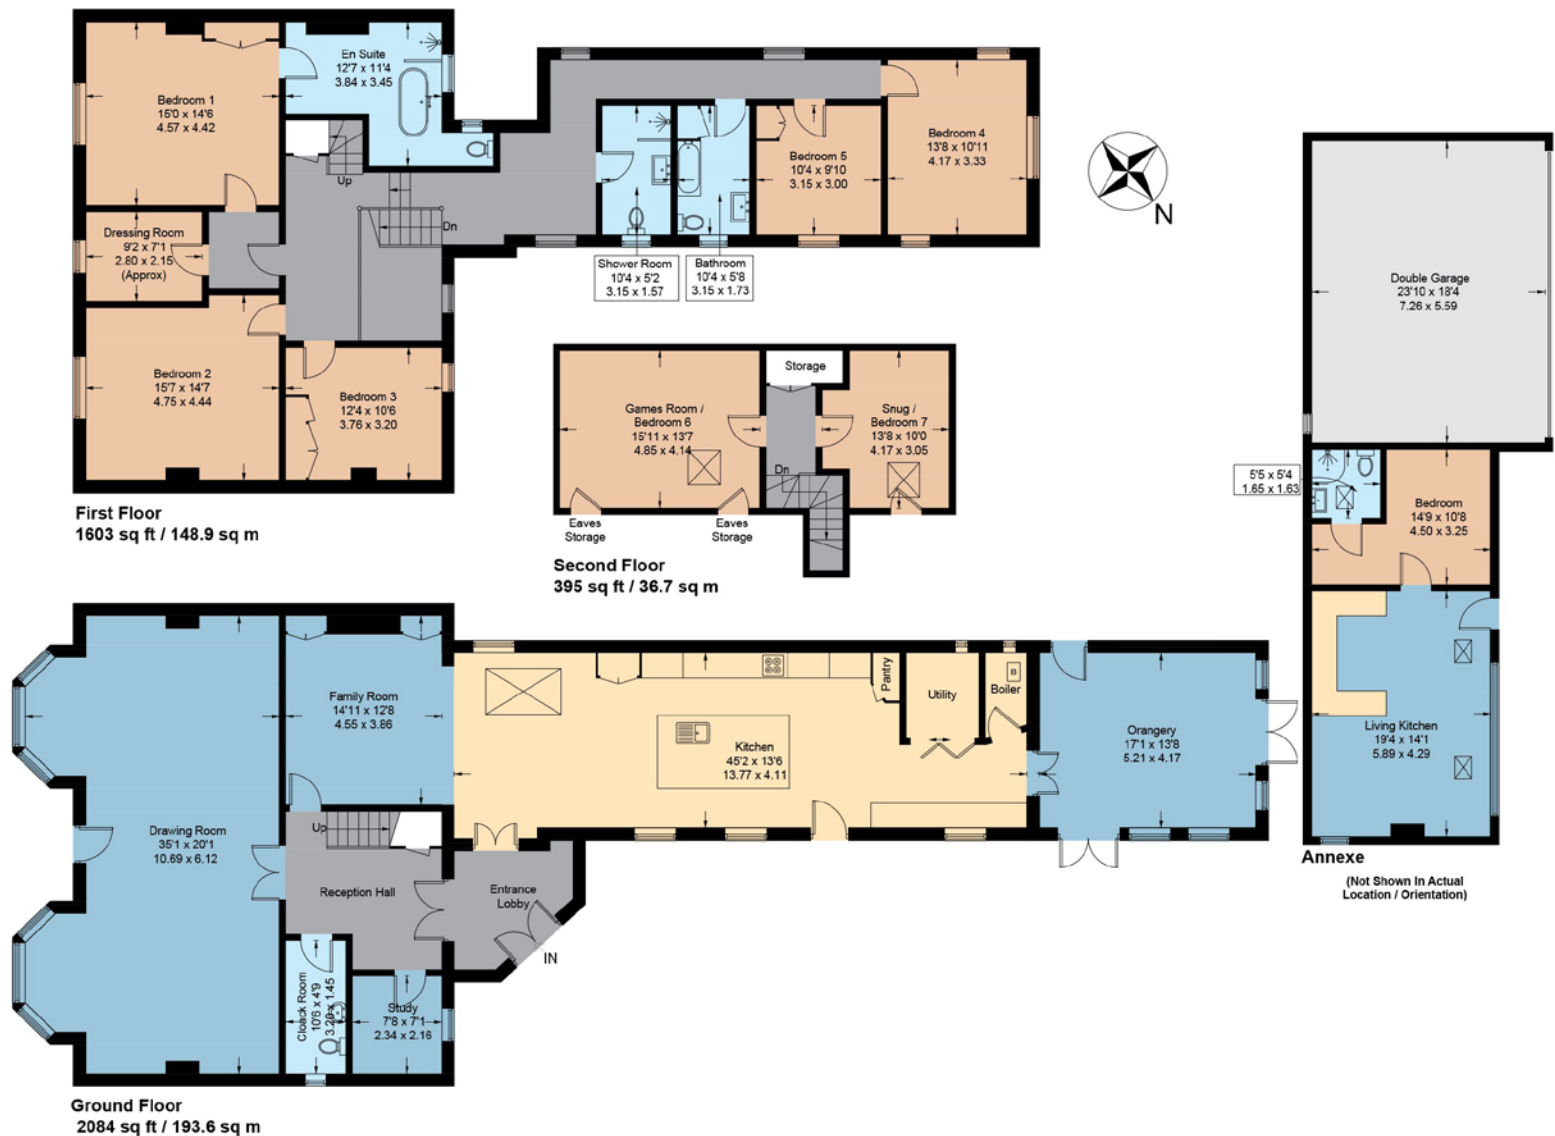 Bedroom 1
15'0 x 14'6
4.57 x 4.42
En Suite
12'7 x 11'4
3.84 x 3.45
Up
Dn
Dressing Room
9'2 x 7'1
2.80 x 2.15
(Approx)
Bedroom 2
15'7 x 14'7
4.75 x 4.44
Bedroom 3
12'4 x 10'6
3.76 x 3.20
Shower Room
10'4 x 5'2
3.15 x 1.57
Bathroom
10'4 x 5'8
3.15 x 1.73
Bedroom 5
10'4 x 9'10
3.15 x 3.00
Bedroom 4
13'8 x 10'11
4.17 x 3.33
N
First Floor
1603 sq ft / 148.9 sq m
Games Room /
Bedroom 6
15'11 x 13'7
4.85 x 4.14
Storage
Dn
Snug /
Bedroom 7
13'8 x 10'0
4.17 x 3.05
Eaves
Storage
Eaves
Storage
Second Floor
395 sq ft / 36.7 sq m
Double Garage
23'10 x 18'4
7.26 x 5.59
5'5 x 5'4
1.65 x 1.63
Bedroom
14'9 x 10'8
4.50 x 3.25
Living Kitchen
19'4 x 14'1
5.89 x 4.29
Annexe
(Not Shown In Actual
Location / Orientation)
Family Room
14'11 x 12'8
4.55 x 3.86
Drawing Room
35'1 x 20'1
10.69 x 6.12
Up
Reception Hall
Entrance
Lobby
IN
Kitchen
45'2 x 13'6
13.77 x 4.11
Pantry
Utility
B
Boiler
Orangery
17'1 x 13'8
5.21 x 4.17
Cloack Room
10'6 x 4'9
3.20 x 1.45
Study
7'8 x 7'1
2.34 x 2.16
Ground Floor
2084 sq ft / 193.6 sq m